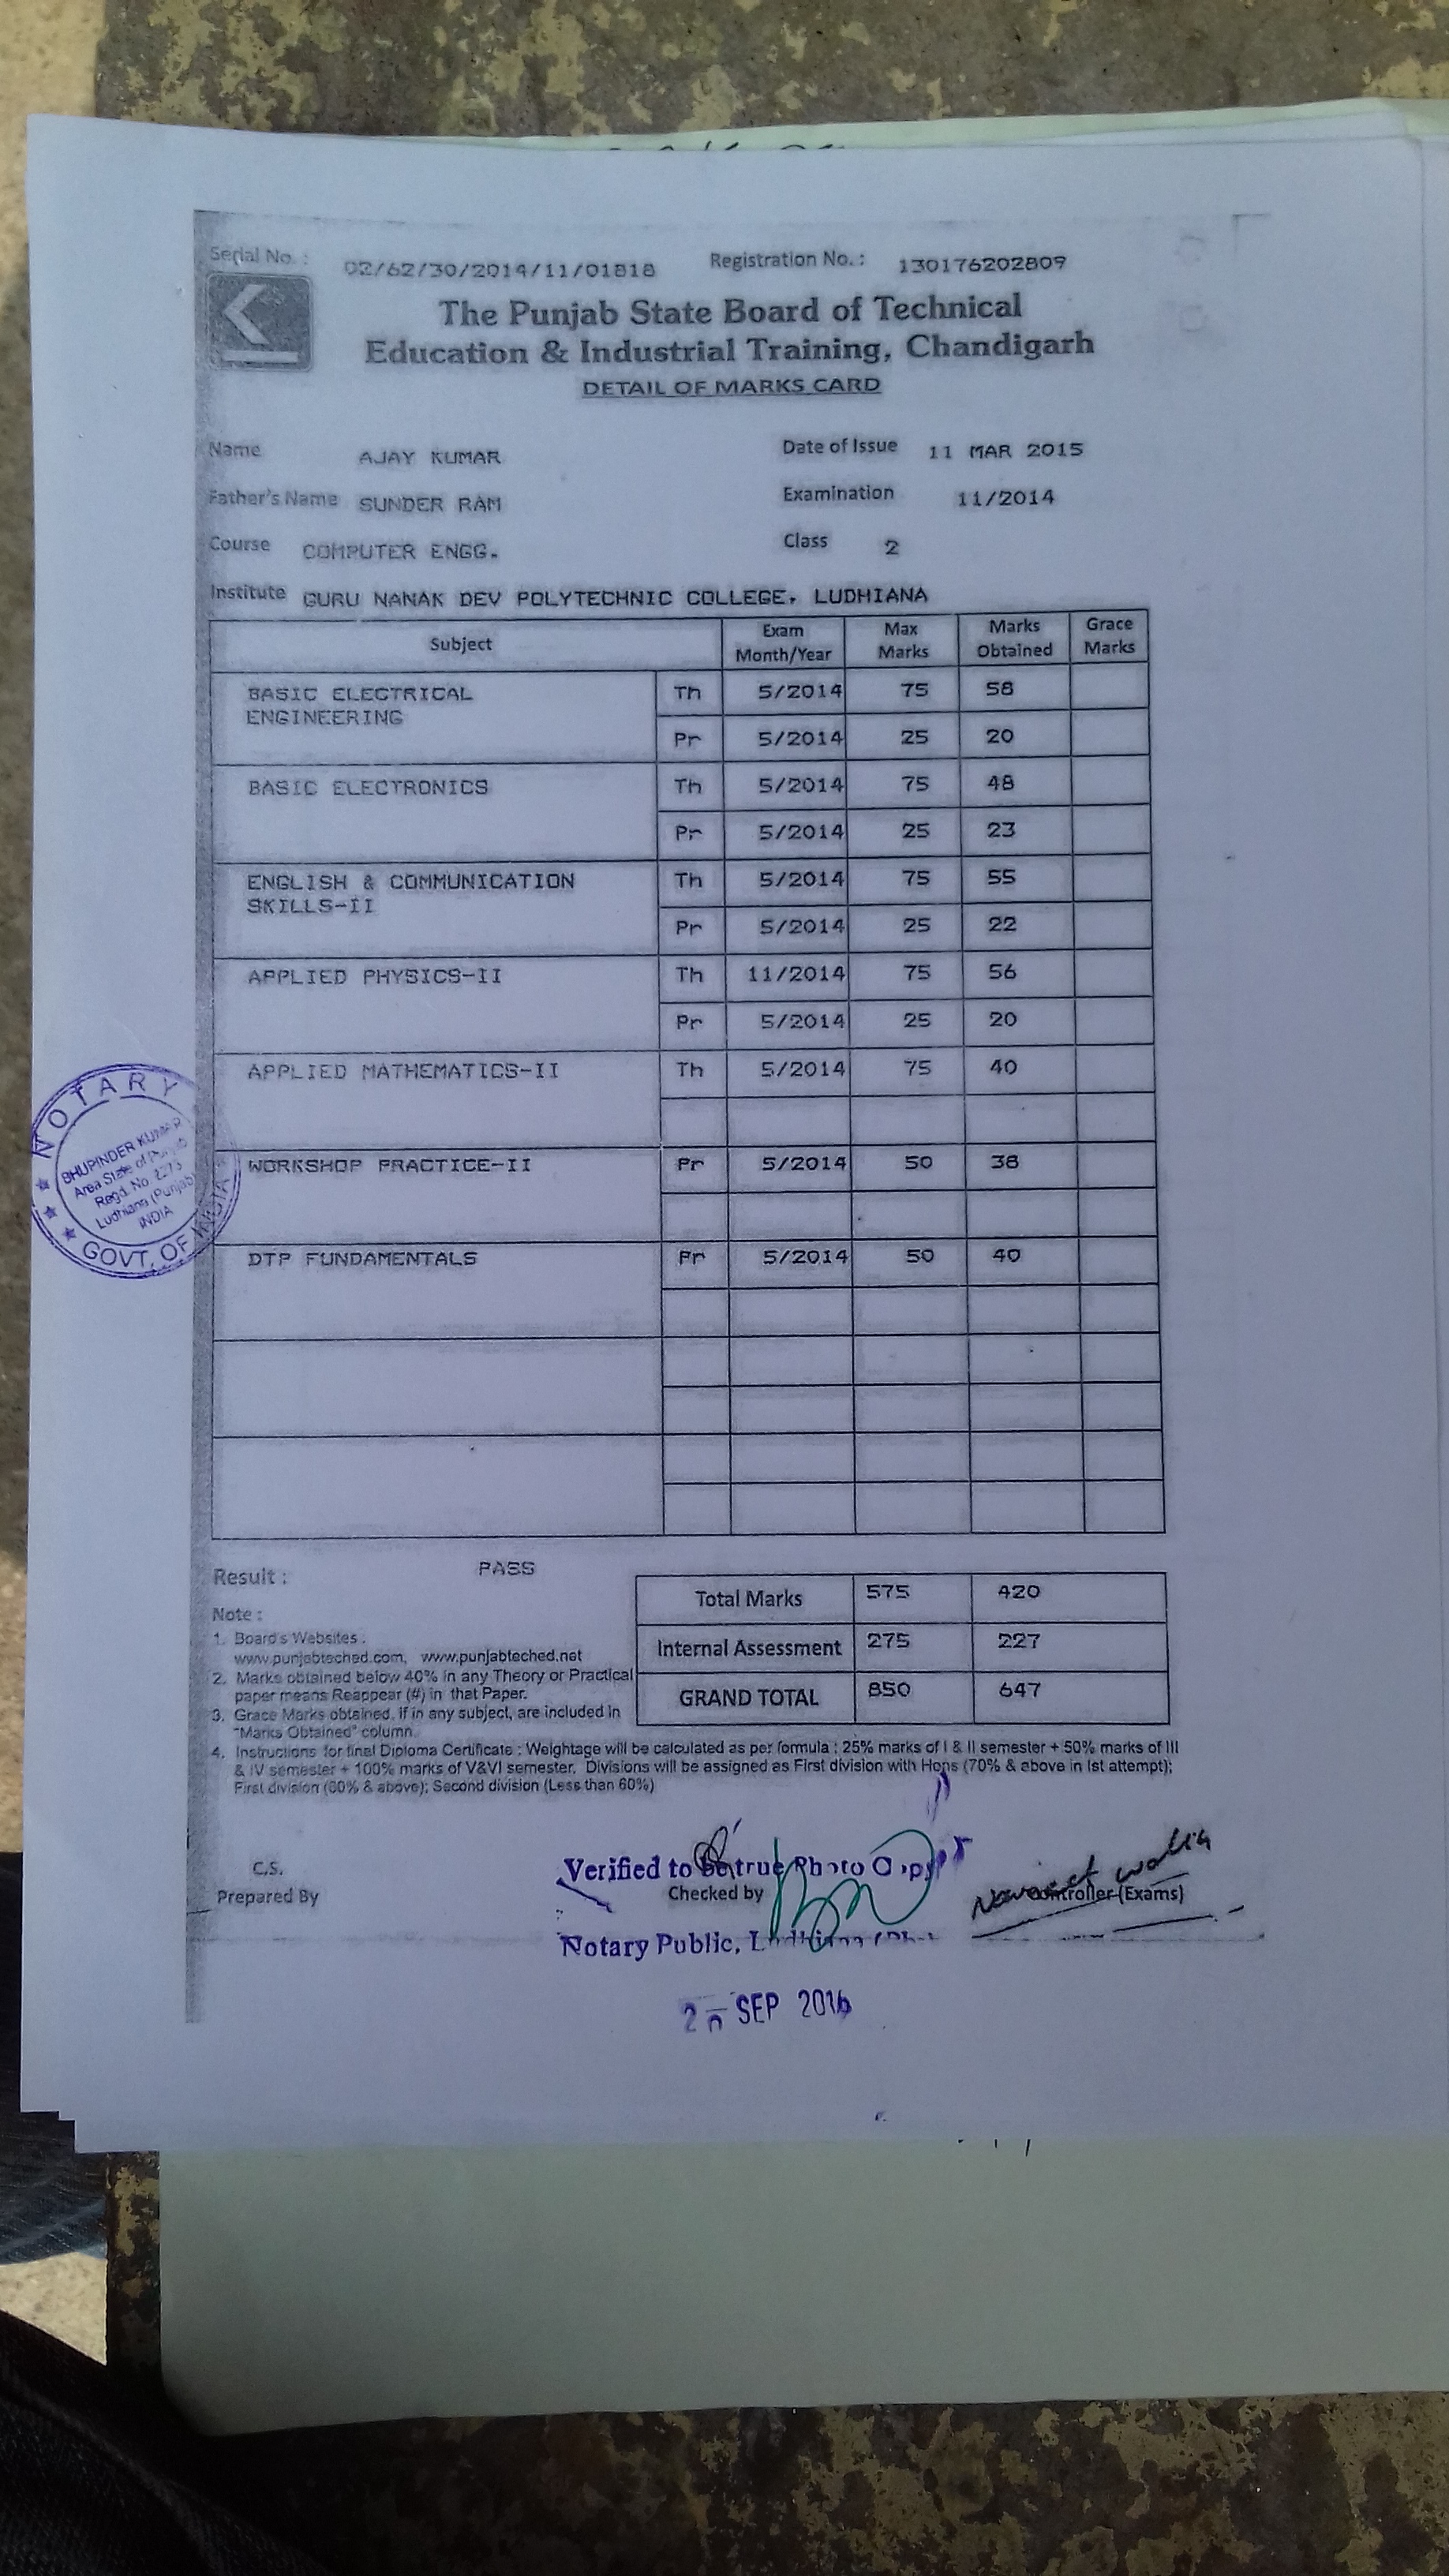 Serial No. : 02/62/30/2014/11/01818 Registration No.: 130176202809
The Punjab State Board of Technical
Education & Industrial Training, Chandigarh
DETAIL OF MARKS CARD
Name AJAY KUMAR Date of Issue 11 MAR 2015
Father's Name SUNDER RAM Examination 11/2014
Course COMPUTER ENGG. Class 2
Institute GURU NANAK DEV POLYTECHNIC COLLEGE, LUDHIANA
Subject Exam Month/Year Max Marks Marks Obtained Grace Marks
BASIC ELECTRICAL Th 5/2014 75 58
ENGINEERING Pr 5/2014 25 20
BASIC ELECTRONICS Th 5/2014 75 48
Pr 5/2014 25 23
ENGLISH & COMMUNICATION Th 5/2014 75 55
SKILLS-II Pr 5/2014 25 22
APPLIED PHYSICS-II Th 11/2014 75 56
Pr 5/2014 25 20
APPLIED MATHEMATICS-II Th 5/2014 75 40
WORKSHOP PRACTICE-II Pr 5/2014 50 38
DTP FUNDAMENTALS Pr 5/2014 50 40
NOTARY
BHUPINDER KUMAR
Area State of Punjab
Regd. No.
Ludhiana (Punjab)
INDIA
GOVT. OF
Result : PASS
Total Marks 575 420
Internal Assessment 275 227
GRAND TOTAL 850 647
Note :
1. Board's Websites :
www.punjabteched.com, www.punjabteched.net
2. Marks obtained below 40% in any Theory or Practical
paper means Reappear (#) in that Paper.
3. Grace Marks obtained, if in any subject, are included in
"Marks Obtained" column.
4. Instructions for final Diploma Certificate : Weightage will be calculated as per formula : 25% marks of I & II semester + 50% marks of III
& IV semester + 100% marks of V&VI semester. Divisions will be assigned as First division with Hons (70% & above in Ist attempt);
First division (60% & above); Second division (Less than 60%)
C.S.
Prepared By
Verified to be true Photo Copy
Checked by
Notary Public,
Navneet Walia
Controller (Exams)
SEP 2016